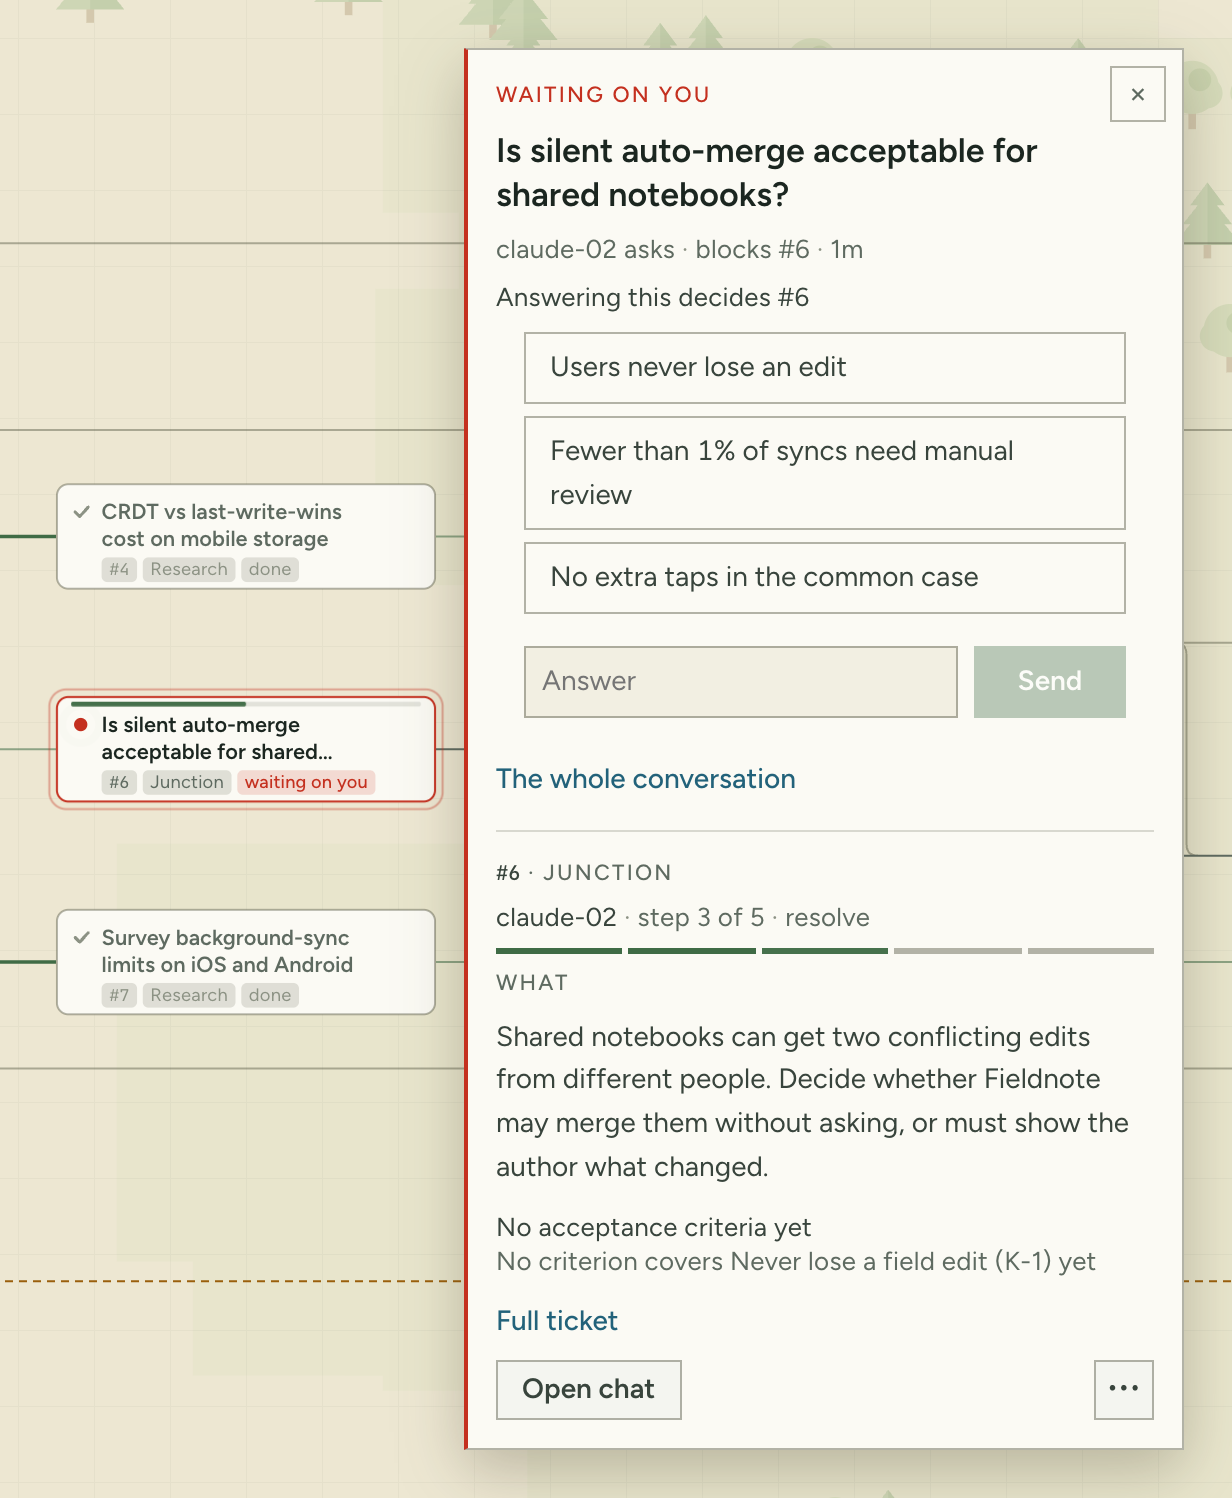 CRDT vs last-write-wins
cost on mobile storage
#4 Research done
Is silent auto-merge
acceptable for shared...
#6 Junction waiting on you
Survey background-sync
limits on iOS and Android
#7 Research done
WAITING ON YOU
×
Is silent auto-merge acceptable for
shared notebooks?
claude-02 asks · blocks #6 · 1m
Answering this decides #6
Users never lose an edit
Fewer than 1% of syncs need manual
review
No extra taps in the common case
Answer
Send
The whole conversation
#6 · JUNCTION
claude-02 · step 3 of 5 · resolve
WHAT
Shared notebooks can get two conflicting edits
from different people. Decide whether Fieldnote
may merge them without asking, or must show the
author what changed.
No acceptance criteria yet
No criterion covers Never lose a field edit (K-1) yet
Full ticket
Open chat
...